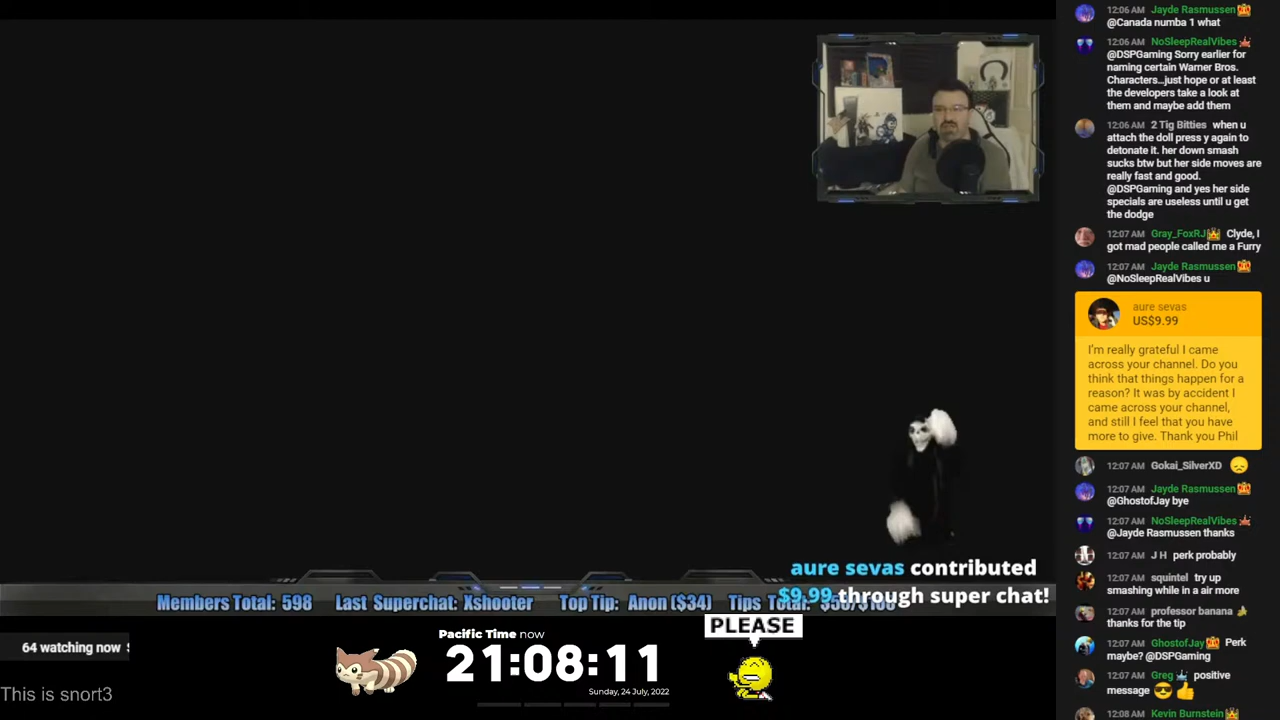 12:06 AM Jayde Rasmussen
@Canada numba 1 what
12:06 AM NoSleepRealVibes
@DSPGaming Sorry earlier for
naming certain Warner Bros.
Characters...just hope or at least
the developers take a look at
them and maybe add them
12:06 AM 2 Tig Bitties when u
attach the doll press y again to
detonate it. her down smash
sucks btw but her side moves are
really fast and good.
@DSPGaming and yes her side
specials are useless until u get
the dodge
12:07 AM Gray_FoxRJ Clyde, I
got mad people called me a Furry
12:07 AM Jayde Rasmussen
@NoSleepRealVibes u
aure sevas
US$9.99
I'm really grateful I came
across your channel. Do you
think that things happen for a
reason? It was by accident I
came across your channel,
and still I feel that you have
more to give. Thank you Phil
12:07 AM Gokai_SilverXD
12:07 AM Jayde Rasmussen
@GhostofJay bye
12:07 AM NoSleepRealVibes
@Jayde Rasmussen thanks
12:07 AM J H perk probably
12:07 AM squintel try up
smashing while in a air more
12:07 AM professor banana
thanks for the tip
12:07 AM GhostofJay Perk
maybe? @DSPGaming
12:07 AM Greg positive
message
12:08 AM Kevin Burnstein
aure sevas contributed
$9.99 through super chat!
Members Total: 598 Last Superchat: Xshooter Top Tip: Anon ($34) Tips Total:
PLEASE
Pacific Time now
21:08:11
Sunday, 24 July, 2022
64 watching now
This is snort3